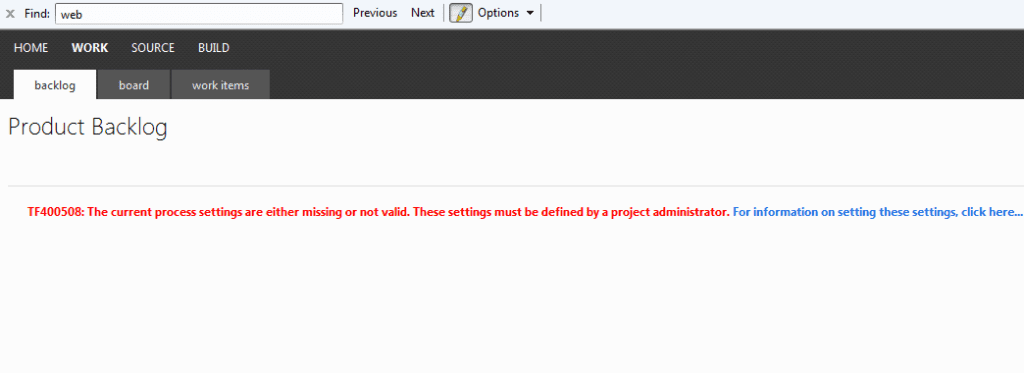 x Find: web Previous Next Options
HOME WORK SOURCE BUILD
backlog board work items
Product Backlog
TF400508: The current process settings are either missing or not valid. These settings must be defined by a project administrator. For information on setting these settings, click here...